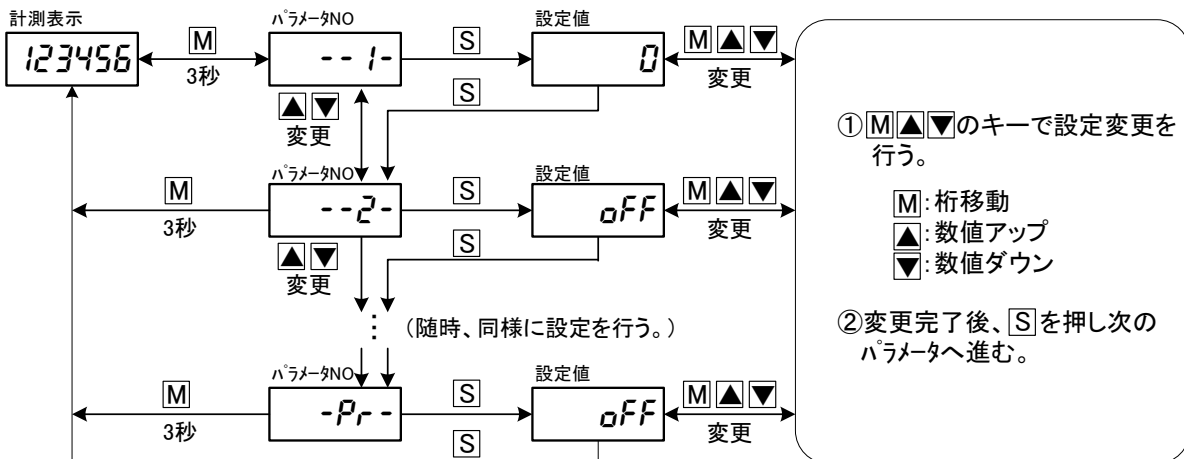 計測表示
パラメータNO
設定値
123456
M
3秒
--1-
S
0
M▲▼
変更
S
▲▼
変更
パラメータNO
設定値
M
3秒
--2-
S
oFF
M▲▼
変更
S
▲▼
変更
⋮ (随時、同様に設定を行う。)
パラメータNO
設定値
M
3秒
-Pr-
S
oFF
M▲▼
変更
S
①M▲▼のキーで設定変更を
行う。
M:桁移動
▲:数値アップ
▼:数値ダウン
②変更完了後、Sを押し次の
パラメータへ進む。